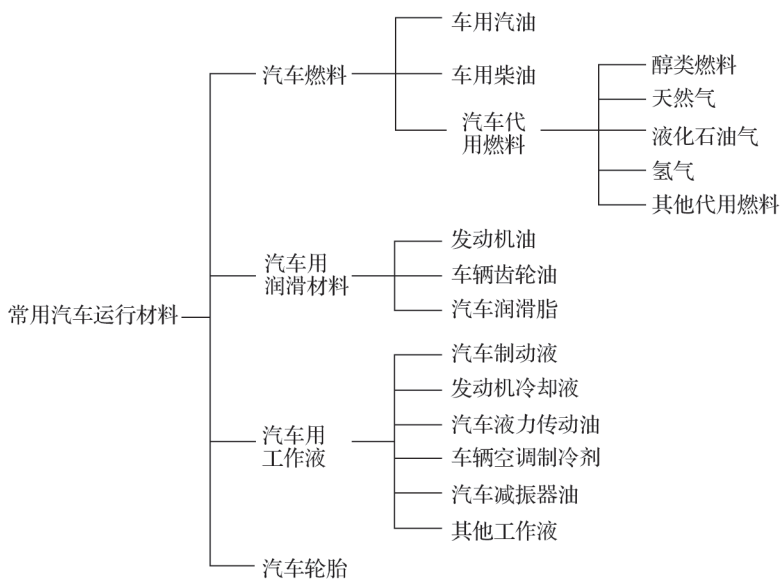 常用汽车运行材料
汽车燃料
车用汽油
车用柴油
汽车代
用燃料
醇类燃料
天然气
液化石油气
氢气
其他代用燃料
汽车用
润滑材料
发动机油
车辆齿轮油
汽车润滑脂
汽车用
工作液
汽车制动液
发动机冷却液
汽车液力传动油
车辆空调制冷剂
汽车减振器油
其他工作液
汽车轮胎